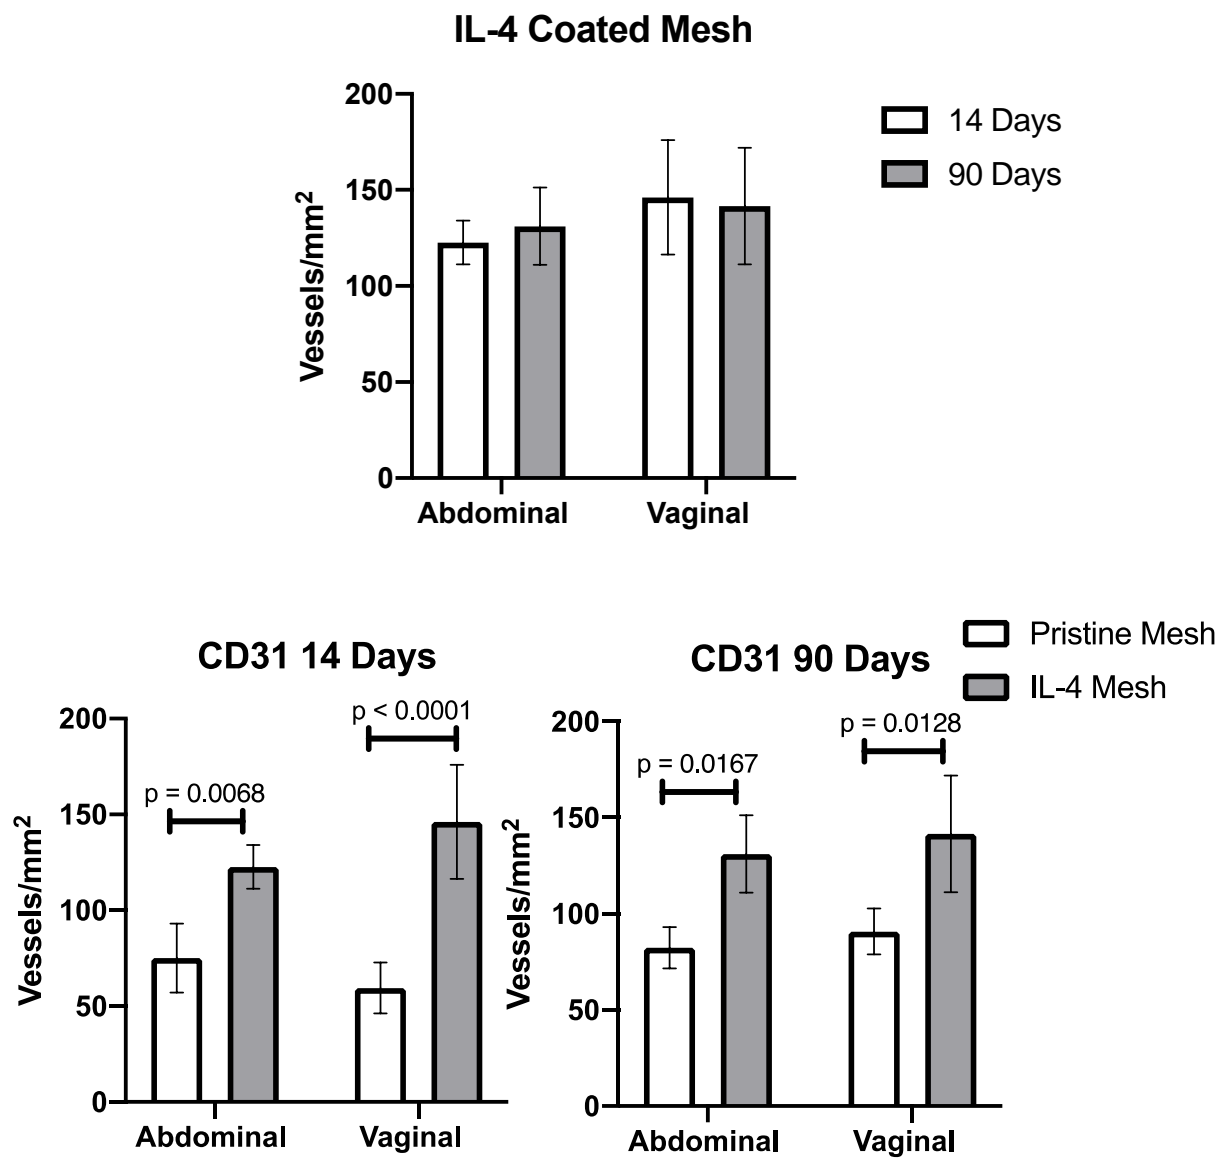 IL-4 Coated Mesh
200
150
100
50
0
Vessels/mm²
Abdominal
Vaginal
14 Days
90 Days
CD31 14 Days
200
150
100
50
0
Vessels/mm²
p = 0.0068
p < 0.0001
Abdominal
Vaginal
CD31 90 Days
200
150
100
50
0
Vessels/mm²
p = 0.0167
p = 0.0128
Abdominal
Vaginal
Pristine Mesh
IL-4 Mesh